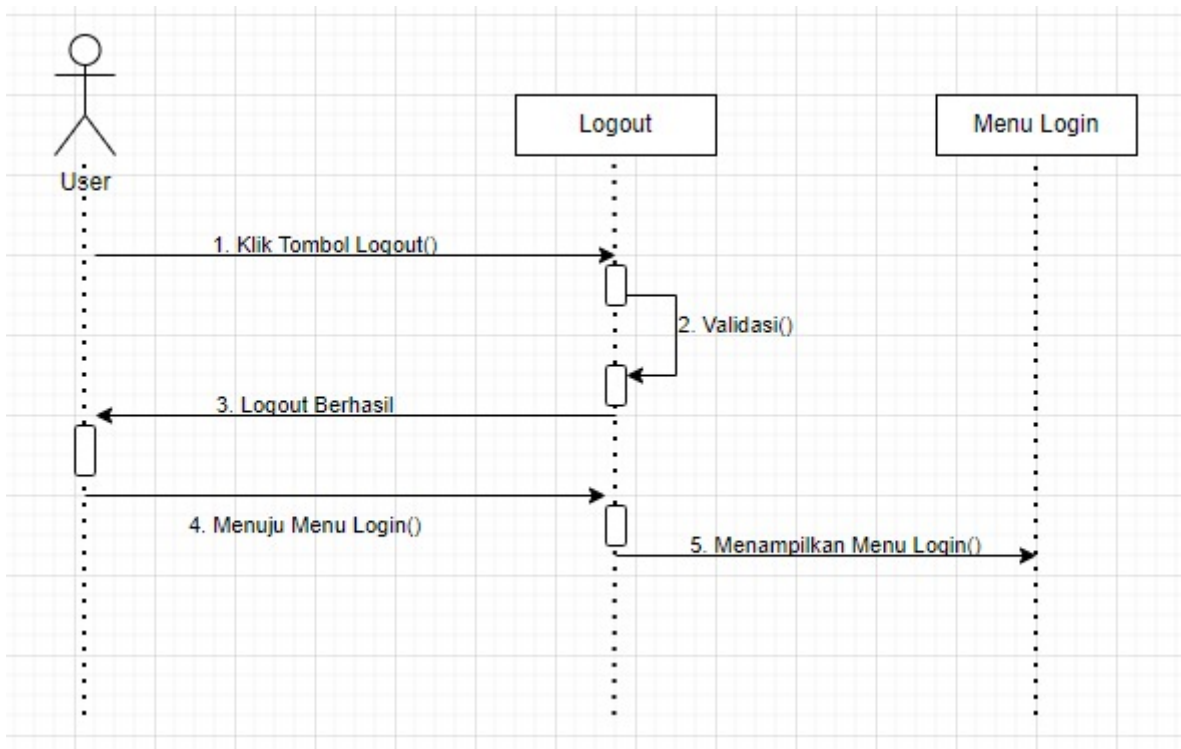 Logout
Menu Login
User
1. Klik Tombol Logout()
2. Validasi()
3. Logout Berhasil
4. Menuju Menu Login()
5. Menampilkan Menu Login()